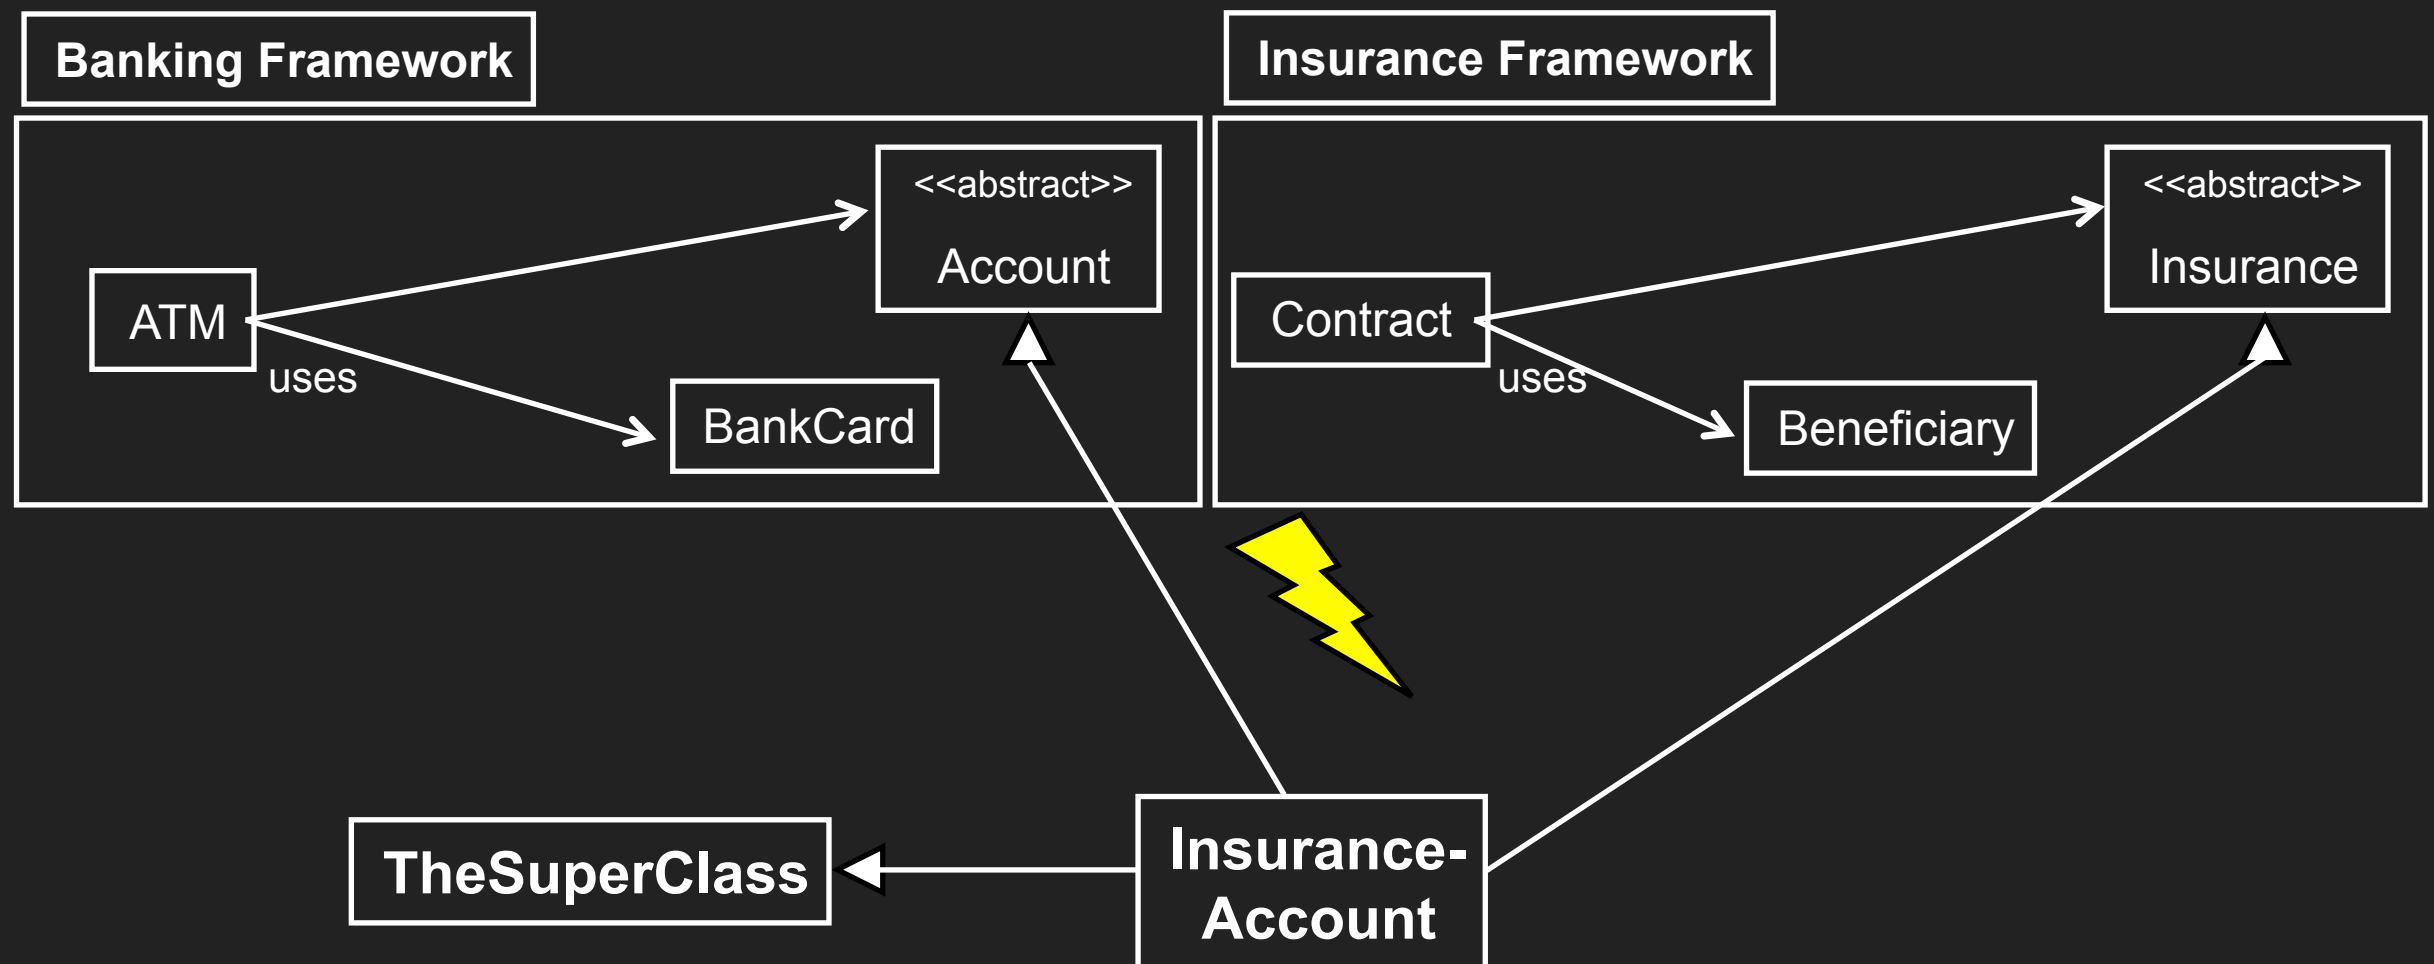 Banking Framework
Insurance Framework
<<abstract>>
Account
ATM
uses
BankCard
<<abstract>>
Insurance
Contract
uses
Beneficiary
TheSuperClass
Insurance-
Account